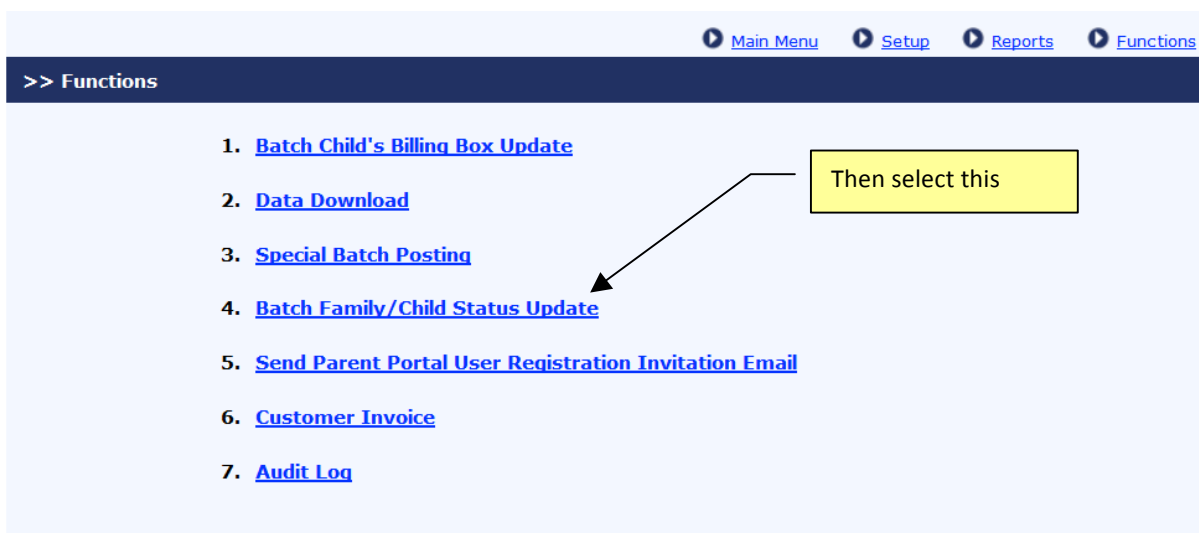 Main Menu Setup Reports Functions
>> Functions
1. Batch Child's Billing Box Update
Then select this
2. Data Download
3. Special Batch Posting
4. Batch Family/Child Status Update
5. Send Parent Portal User Registration Invitation Email
6. Customer Invoice
7. Audit Log